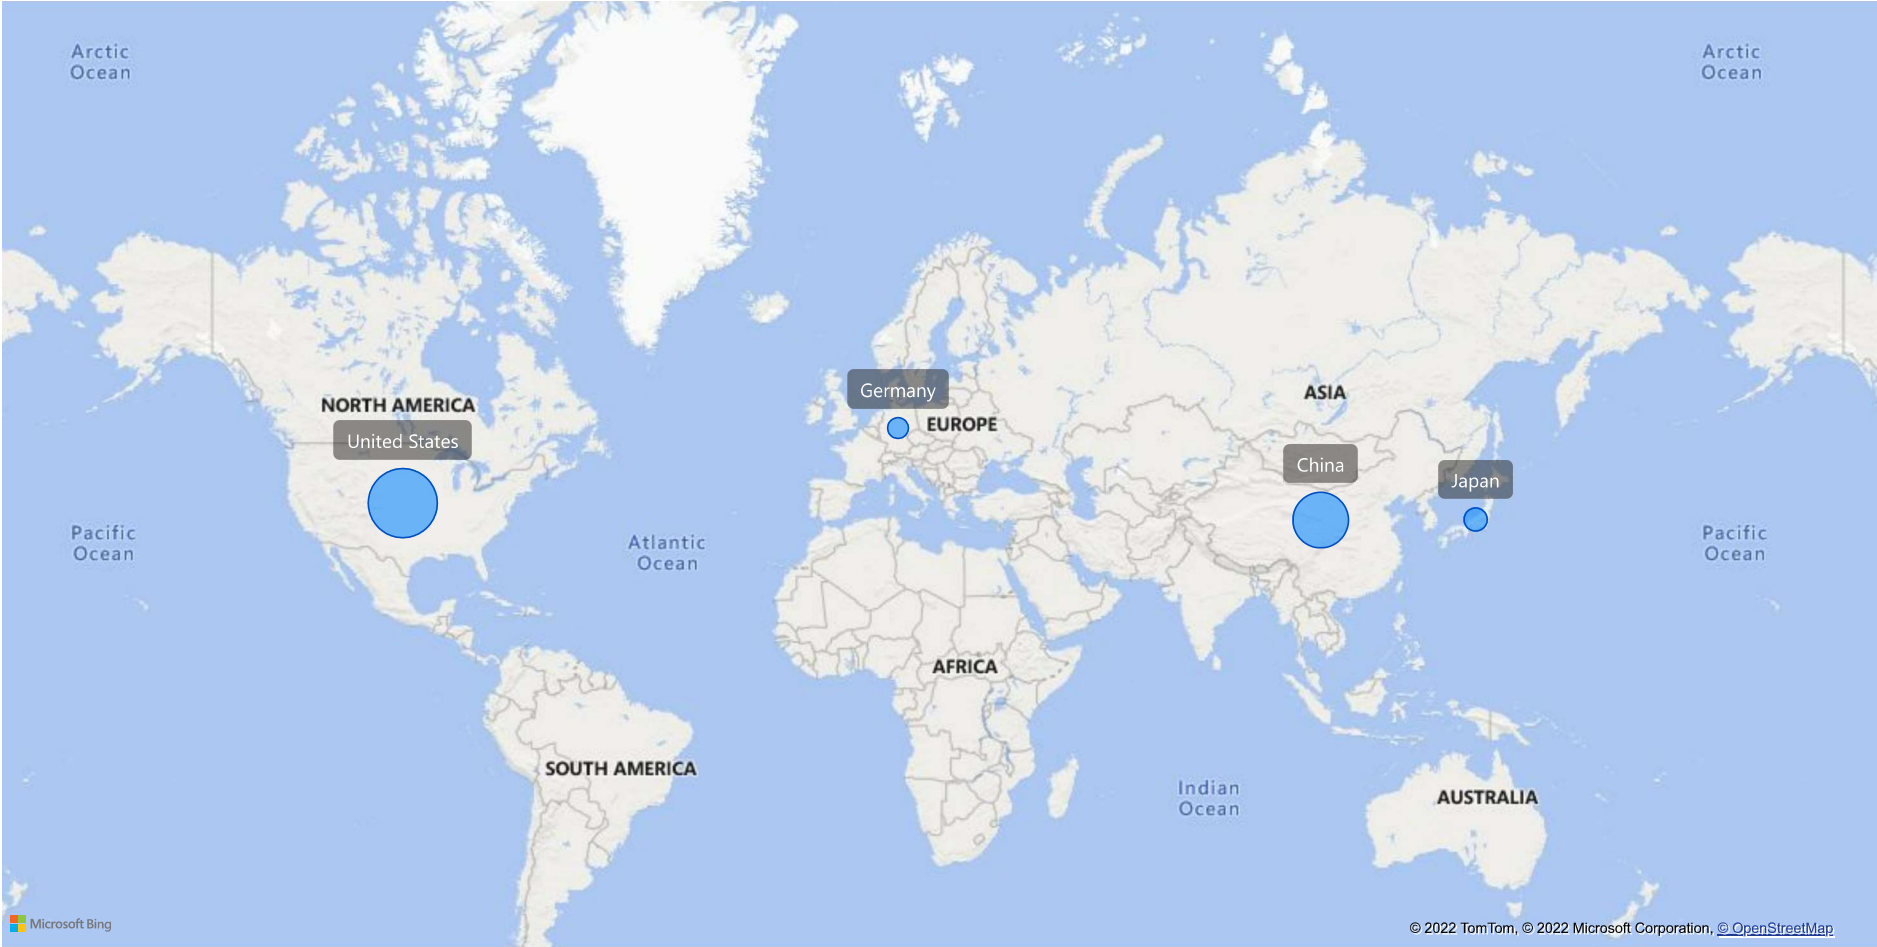 Arctic
Ocean
Arctic
Ocean
Germany
ASIA
NORTH AMERICA
EUROPE
United States
China
Japan
Pacific
Ocean
Atlantic
Ocean
Pacific
Ocean
AFRICA
SOUTH AMERICA
Indian
Ocean
AUSTRALIA
Microsoft Bing
© 2022 TomTom, © 2022 Microsoft Corporation, © OpenStreetMap